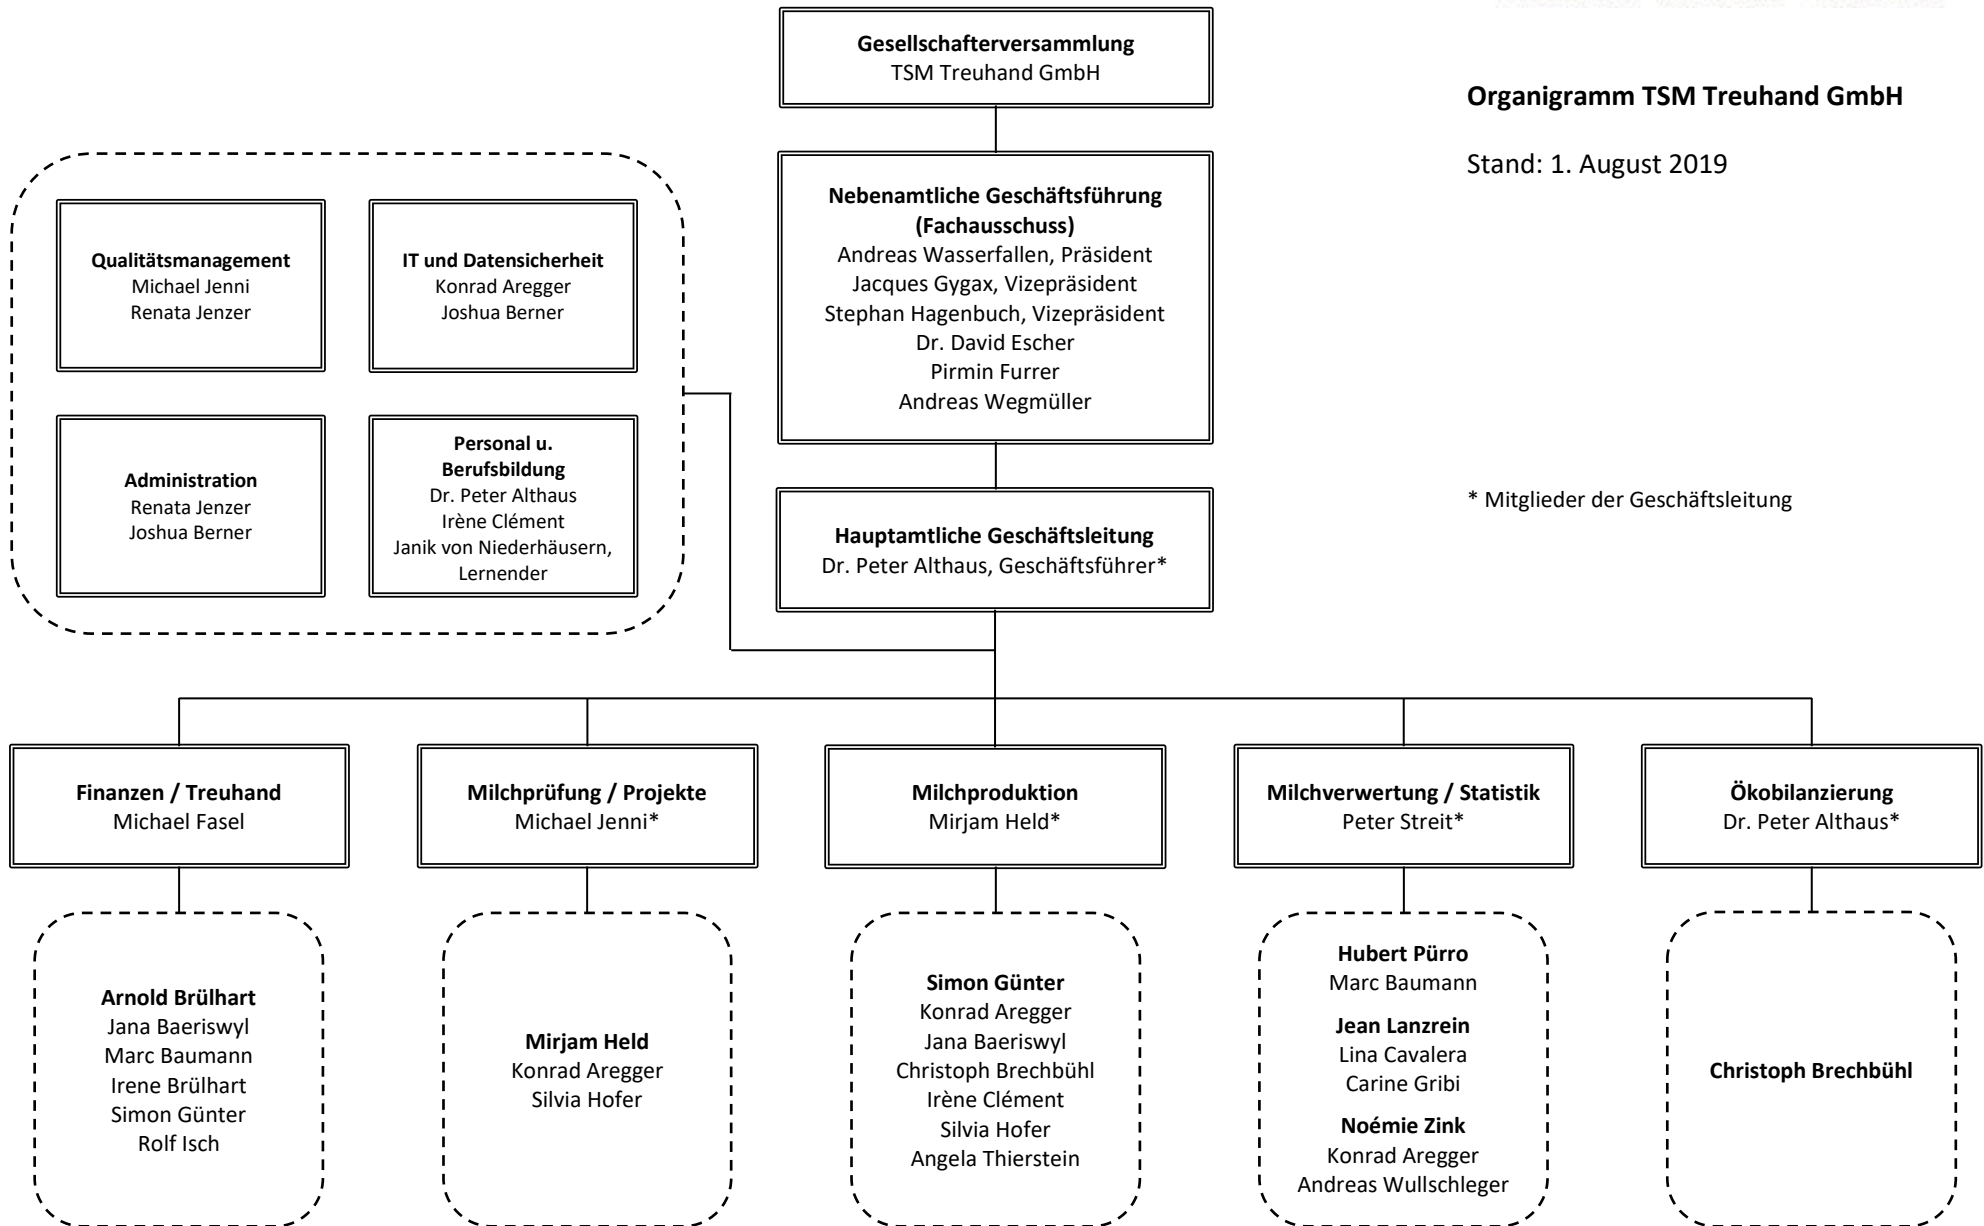 Gesellschafterversammlung
TSM Treuhand GmbH
Organigramm TSM Treuhand GmbH
Stand: 1. August 2019
Nebenamtliche Geschäftsführung
(Fachausschuss)
Andreas Wasserfallen, Präsident
Jacques Gygax, Vizepräsident
Stephan Hagenbuch, Vizepräsident
Dr. David Escher
Pirmin Furrer
Andreas Wegmüller
Qualitätsmanagement
Michael Jenni
Renata Jenzer
IT und Datensicherheit
Konrad Aregger
Joshua Berner
Administration
Renata Jenzer
Joshua Berner
Personal u.
Berufsbildung
Dr. Peter Althaus
Irène Clément
Janik von Niederhäusern,
Lernender
Hauptamtliche Geschäftsleitung
Dr. Peter Althaus, Geschäftsführer*
* Mitglieder der Geschäftsleitung
Finanzen / Treuhand
Michael Fasel
Milchprüfung / Projekte
Michael Jenni*
Milchproduktion
Mirjam Held*
Milchverwertung / Statistik
Peter Streit*
Ökobilanzierung
Dr. Peter Althaus*
Arnold Brülhart
Jana Baeriswyl
Marc Baumann
Irene Brülhart
Simon Günter
Rolf Isch
Mirjam Held
Konrad Aregger
Silvia Hofer
Simon Günter
Konrad Aregger
Jana Baeriswyl
Christoph Brechbühl
Irène Clément
Silvia Hofer
Angela Thierstein
Hubert Pürro
Marc Baumann
Jean Lanzrein
Lina Cavalera
Carine Gribi
Noémie Zink
Konrad Aregger
Andreas Wullschleger
Christoph Brechbühl